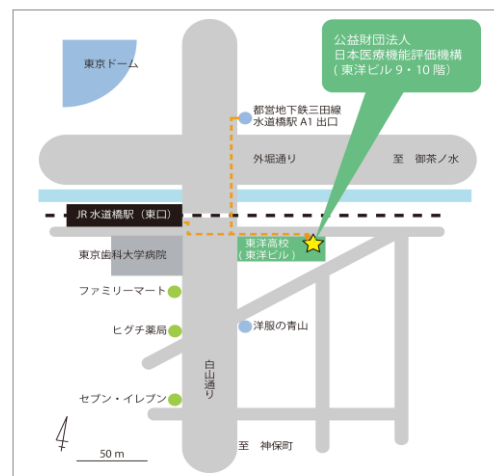 公益財団法人
日本医療機能評価機構
( 東洋ビル 9・10 階）
東京ドーム
都営地下鉄三田線
水道橋駅 A1 出口
外堀通り
至 御茶ノ水
JR 水道橋駅（東口）
東洋高校
( 東洋ビル )
東京歯科大学病院
ファミリーマート
ヒグチ薬局
洋服の青山
白山通り
セブン・イレブン
至 神保町
50 m